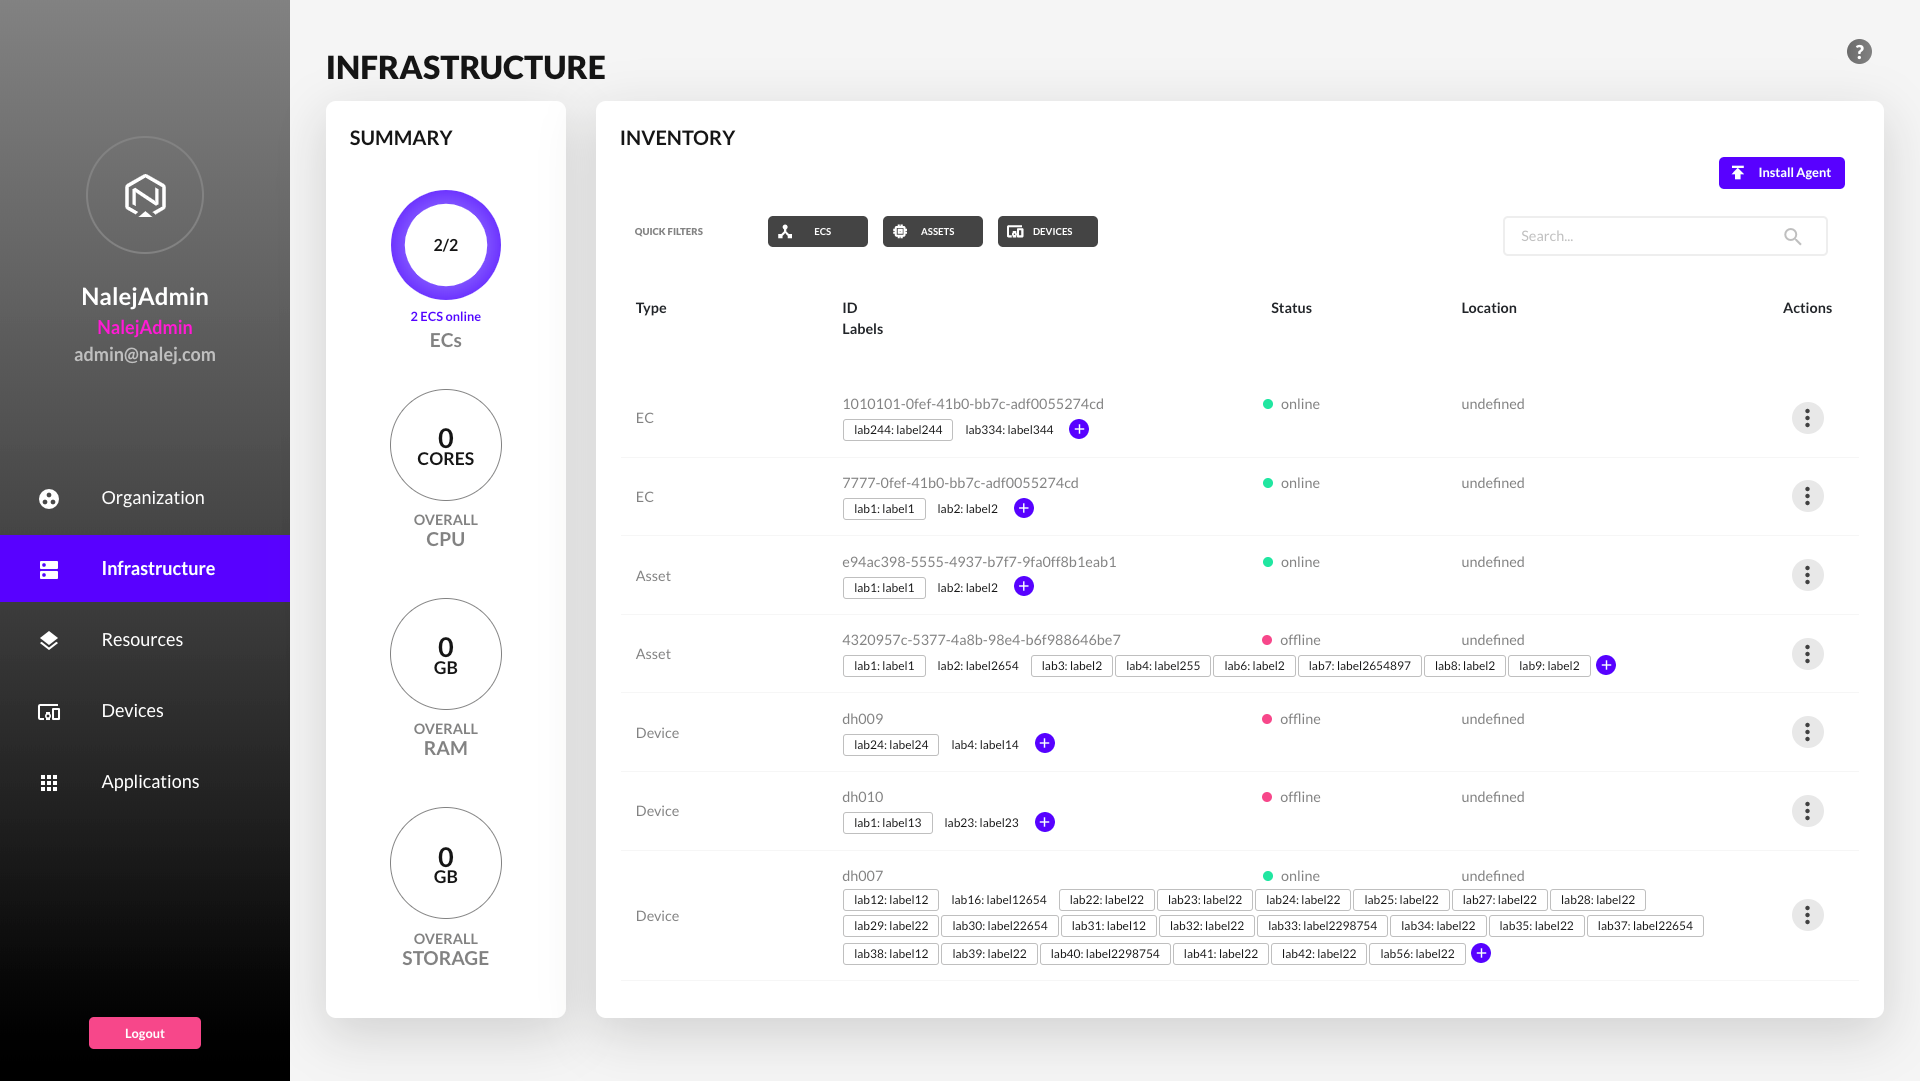 INFRASTRUCTURE
?
NalejAdmin
NalejAdmin
admin@nalej.com
Organization
Infrastructure
Resources
Devices
Applications
Logout
SUMMARY
2/2
2 ECS online
ECs
0
CORES
OVERALL
CPU
0
GB
OVERALL
RAM
0
GB
OVERALL
STORAGE
INVENTORY
Install Agent
QUICK FILTERS ECS ASSETS DEVICES Search...
Type ID Status Location Actions
Labels
EC 1010101-0fef-41b0-bb7c-adf0055274cd online undefined
lab244: label244 lab334: label344
EC 7777-0fef-41b0-bb7c-adf0055274cd online undefined
lab1: label1 lab2: label2
Asset e94ac398-5555-4937-b7f7-9fa0ff8b1eab1 online undefined
lab1: label1 lab2: label2
Asset 4320957c-5377-4a8b-98e4-b6f988646be7 offline undefined
lab1: label1 lab2: label2654 lab3: label2 lab4: label255 lab6: label2 lab7: label2654897 lab8: label2 lab9: label2
Device dh009 offline undefined
lab24: label24 lab4: label14
Device dh010 offline undefined
lab1: label13 lab23: label23
Device dh007 online undefined
lab12: label12 lab16: label12654 lab22: label22 lab23: label22 lab24: label22 lab25: label22 lab27: label22 lab28: label22
lab29: label22 lab30: label22654 lab31: label12 lab32: label22 lab33: label2298754 lab34: label22 lab35: label22 lab37: label22654
lab38: label12 lab39: label22 lab40: label2298754 lab41: label22 lab42: label22 lab56: label22